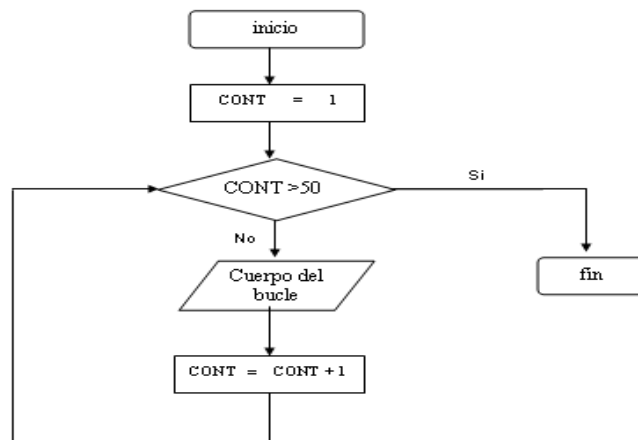 inicio
CONT = 1
CONT >50
Si
No
Cuerpo del
bucle
fin
CONT = CONT +1